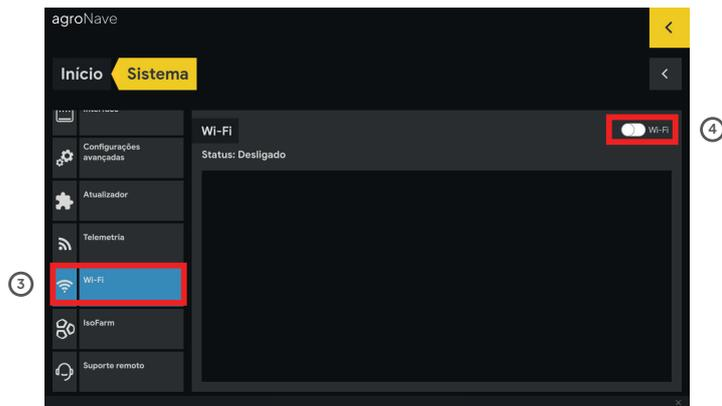 agroNave
Início Sistema
Configurações
avançadas
Atualizador
Telemetria
Wi-Fi
IsoFarm
Suporte remoto
Wi-Fi
Wi-Fi
Status: Desligado
3
4